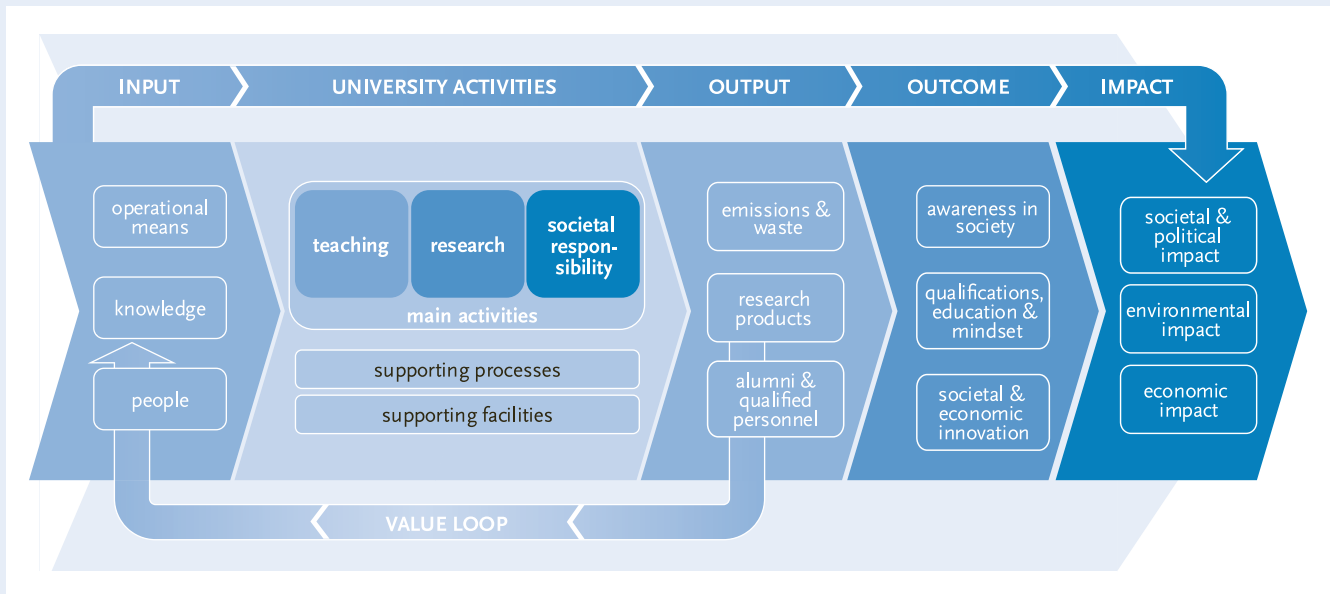 INPUT
UNIVERSITY ACTIVITIES
OUTPUT
OUTCOME
IMPACT
operational
means
knowledge
people
teaching
research
societal
respon-
sibility
main activities
supporting processes
supporting facilities
emissions &
waste
research
products
alumni &
qualified
personnel
awareness in
society
qualifications,
education &
mindset
societal &
economic
innovation
societal &
political
impact
environmental
impact
economic
impact
VALUE LOOP